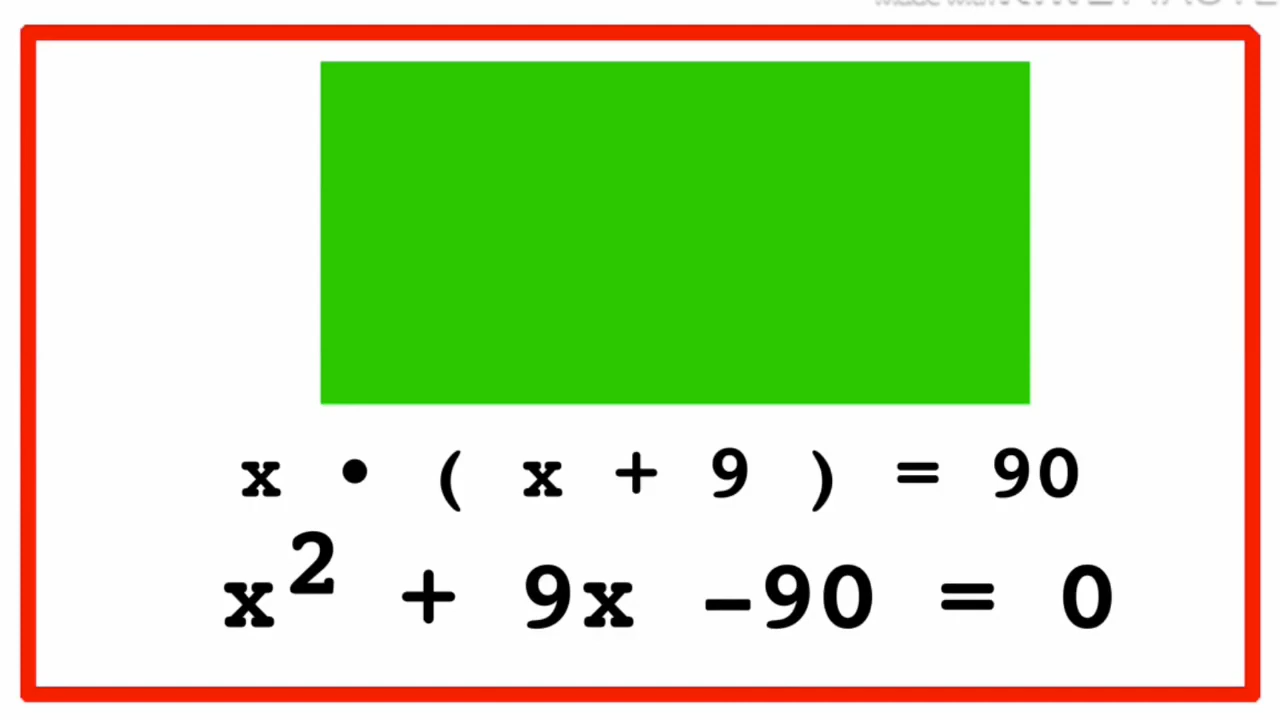 x • ( x + 9 ) = 90
x² + 9x -90 = 0